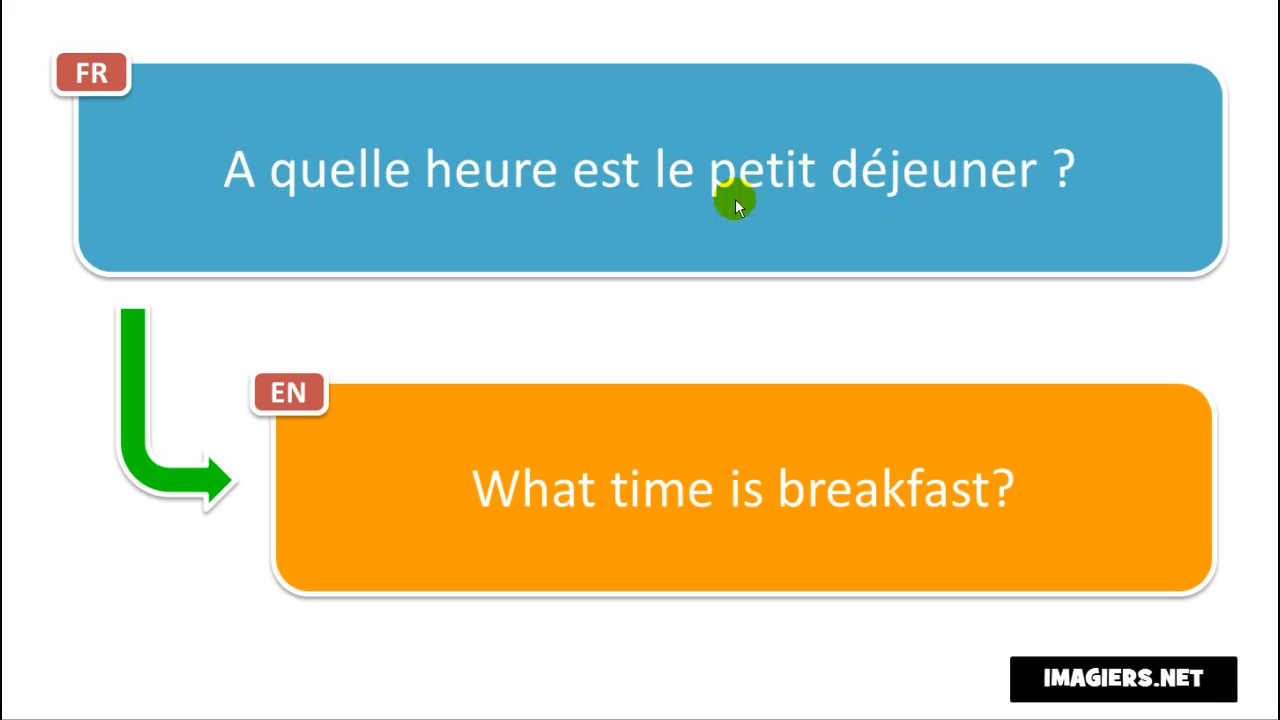 FR
A quelle heure est le petit déjeuner ?
EN
What time is breakfast?
IMAGIERS.NET